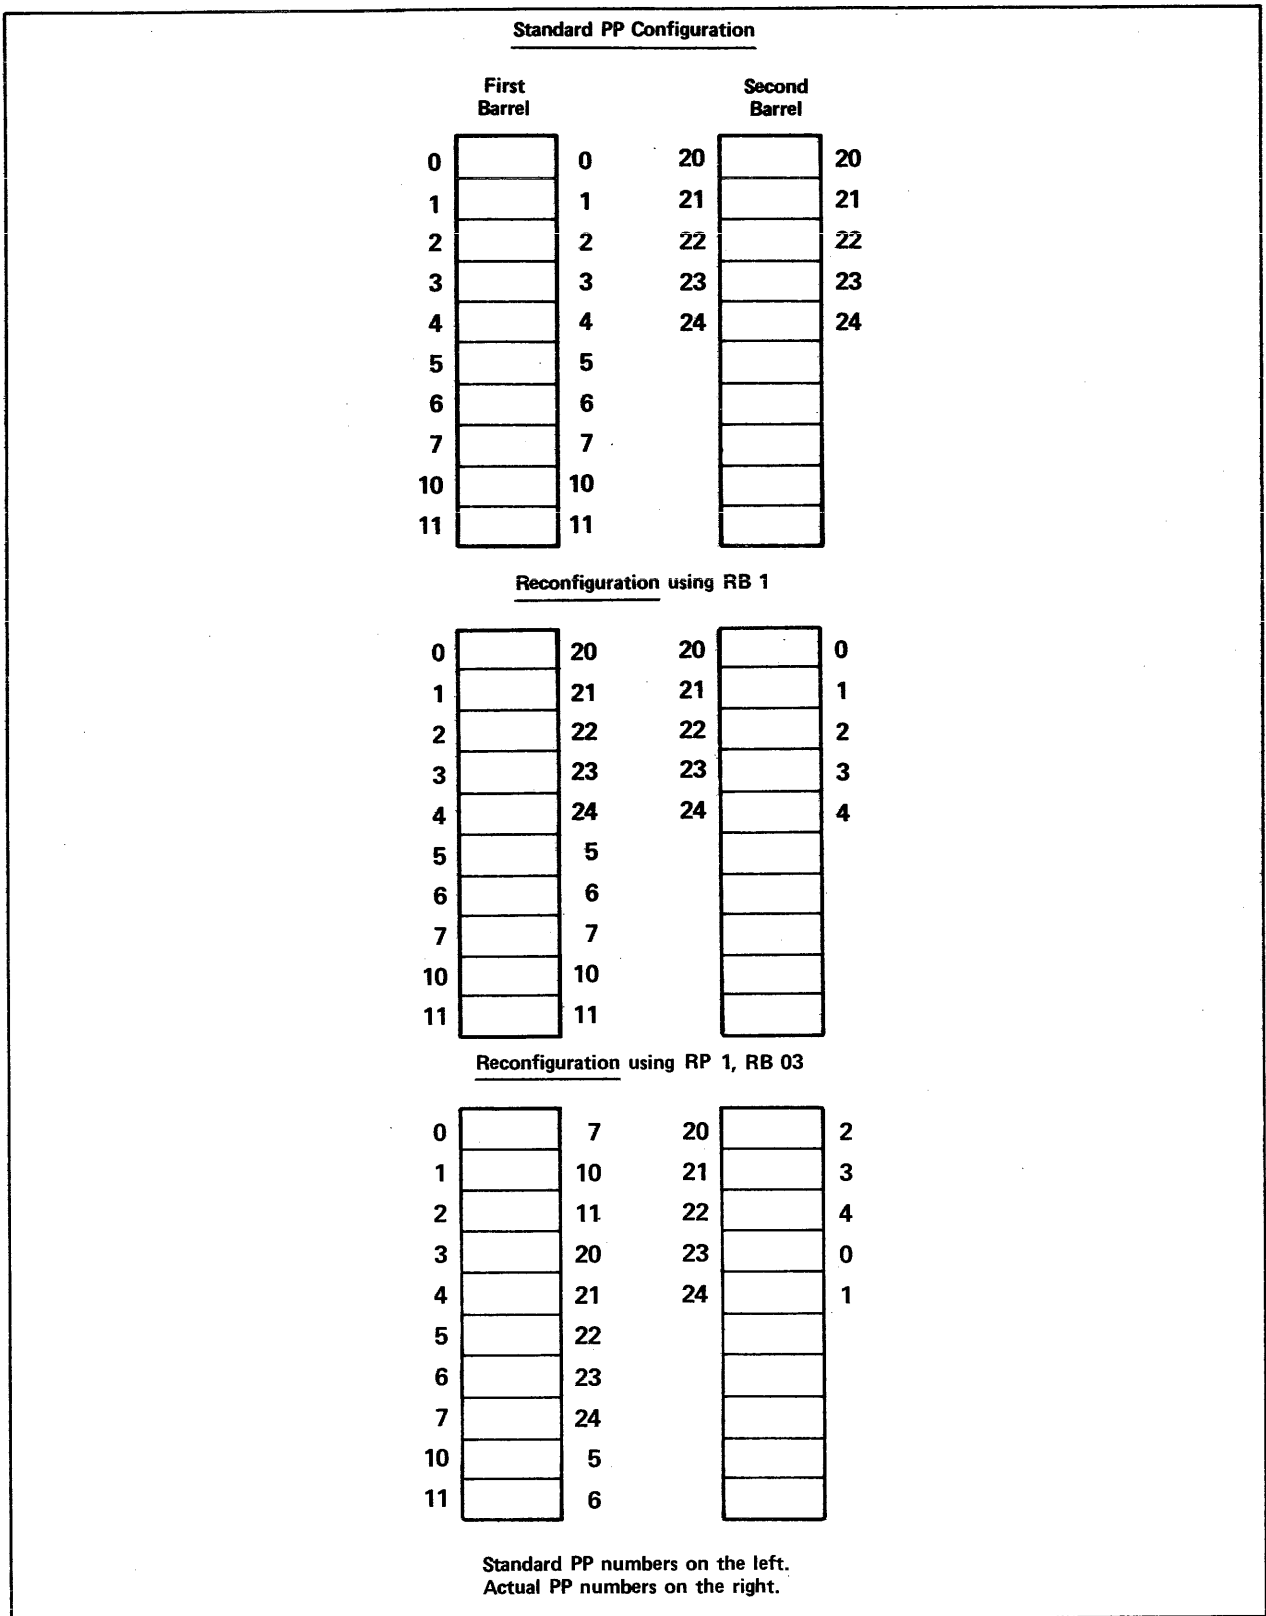 Standard PP Configuration
First Barrel Second Barrel
0 0 20 20
1 1 21 21
2 2 22 22
3 3 23 23
4 4 24 24
5 5
6 6
7 7
10 10
11 11
Reconfiguration using RB 1
0 20 20 0
1 21 21 1
2 22 22 2
3 23 23 3
4 24 24 4
5 5
6 6
7 7
10 10
11 11
Reconfiguration using RP 1, RB 03
0 7 20 2
1 10 21 3
2 11 22 4
3 20 23 0
4 21 24 1
5 22
6 23
7 24
10 5
11 6
Standard PP numbers on the left.
Actual PP numbers on the right.